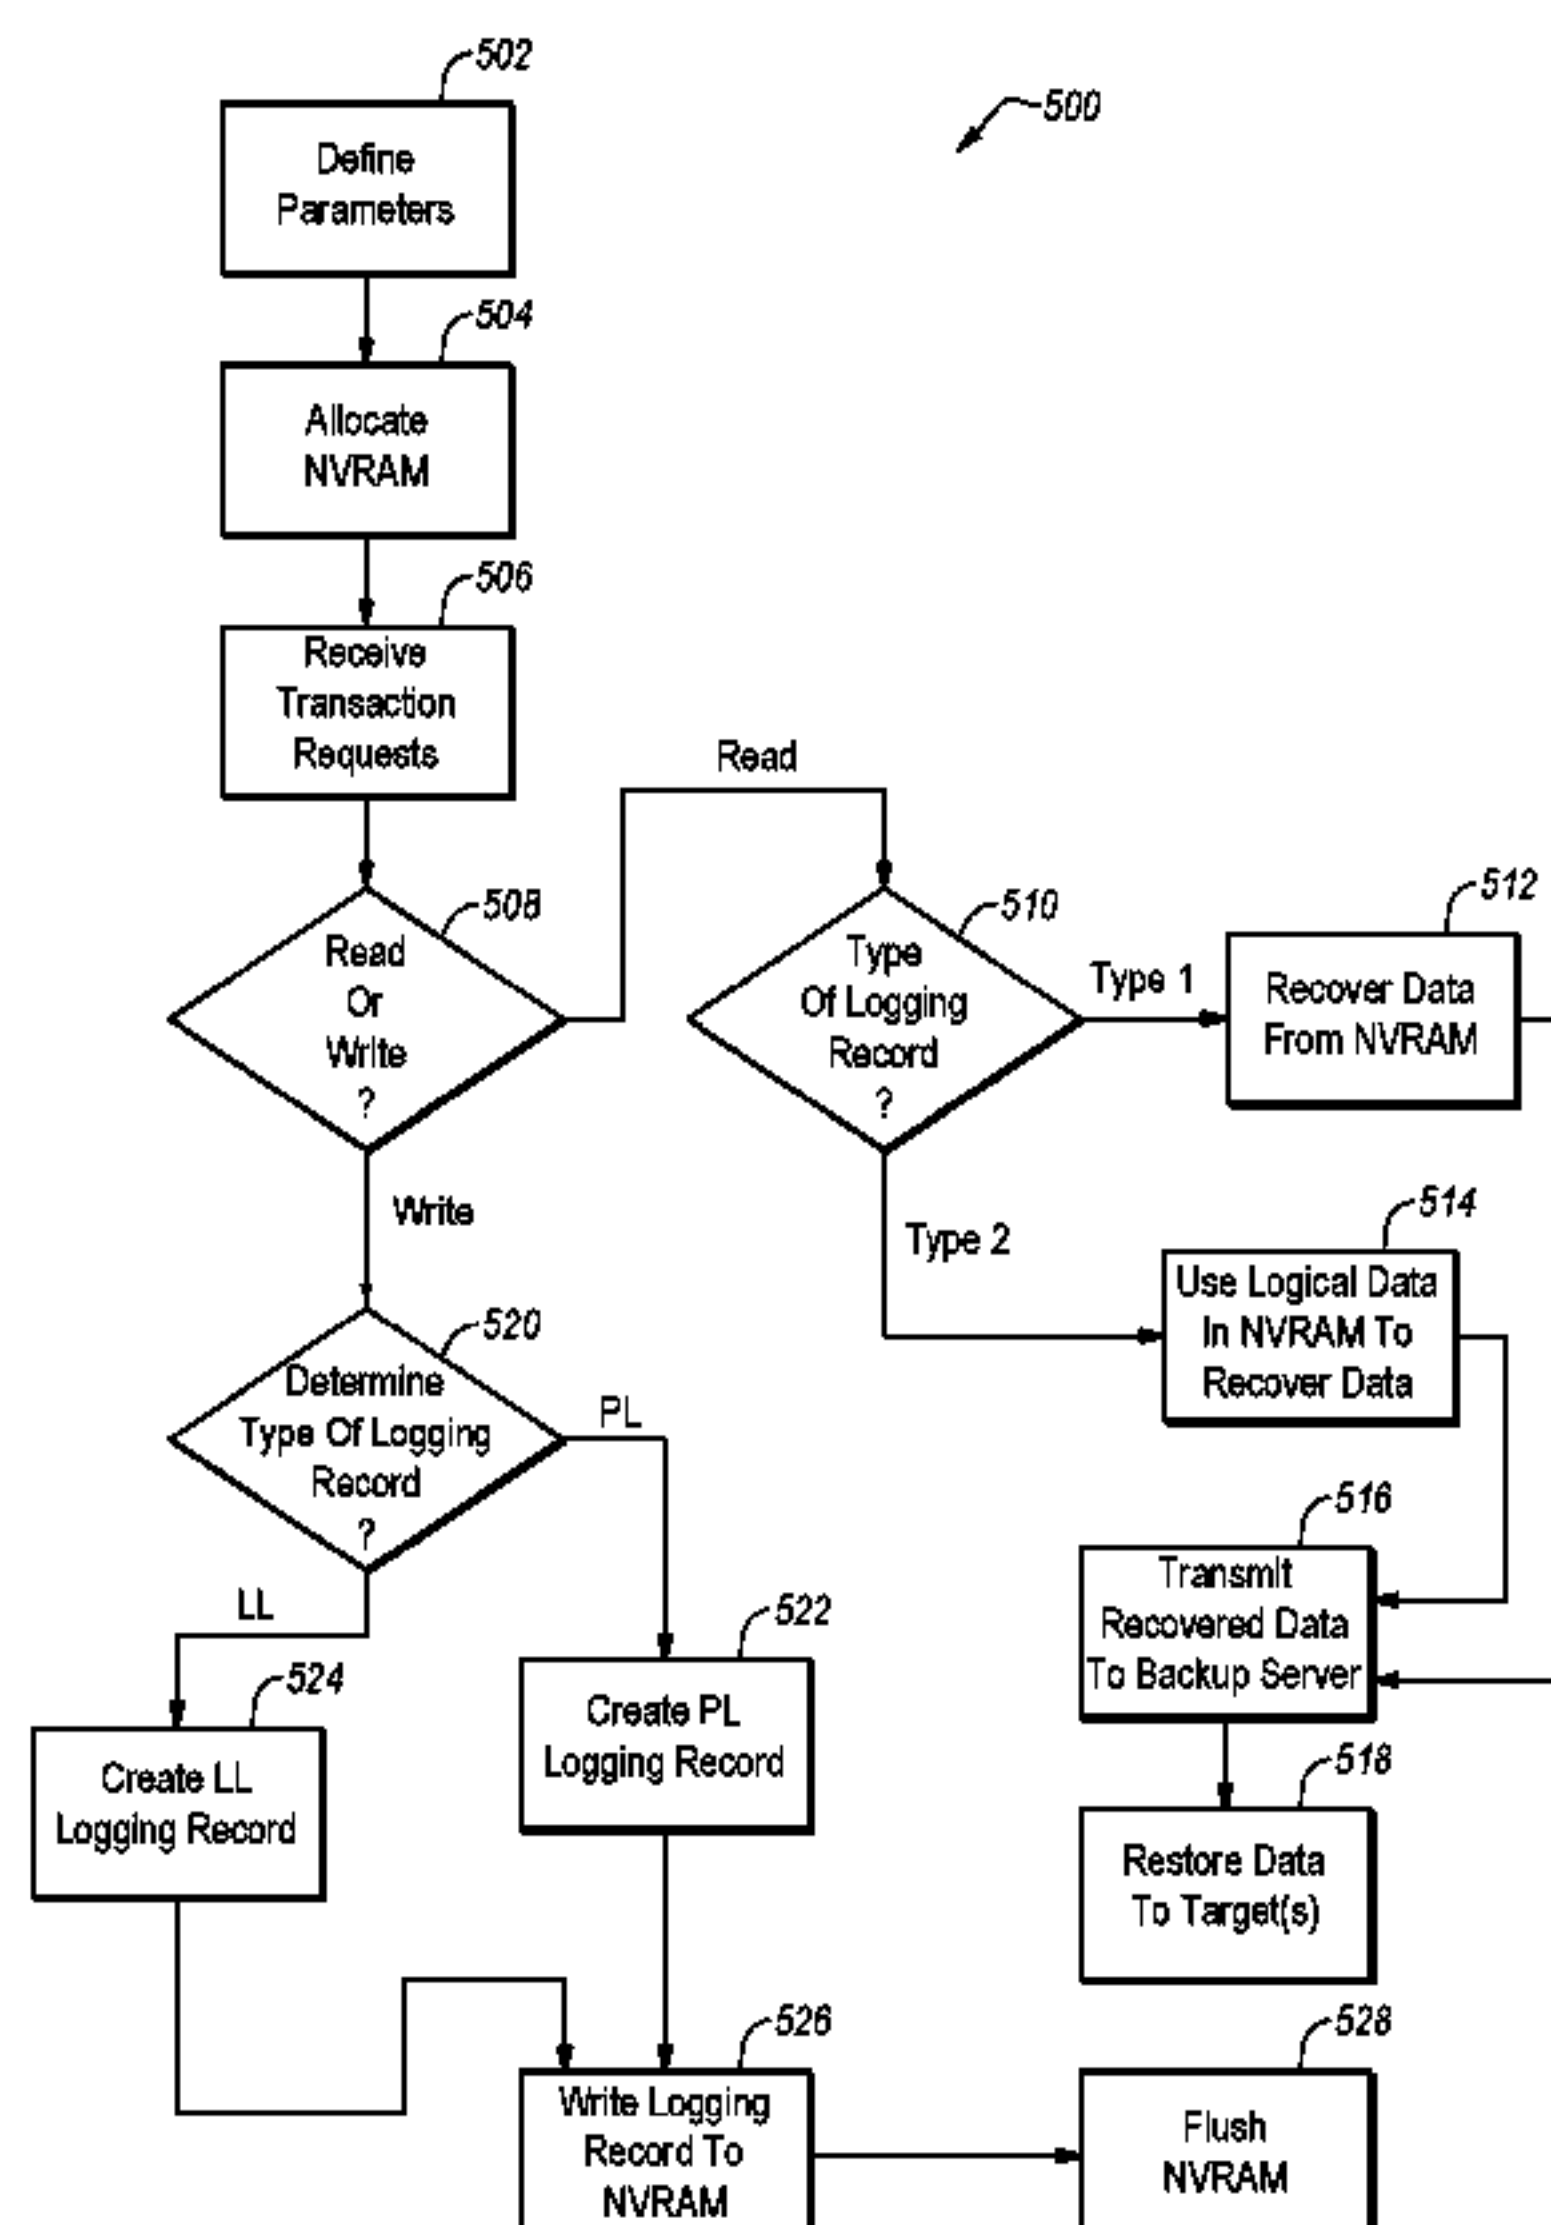 502
500
Define
Parameters
504
Allocate
NVRAM
506
Receive
Transaction
Requests
Read
508
Read
Or
Write
?
510
Type
Of Logging
Record
?
Type 1
512
Recover Data
From NVRAM
Write
Type 2
514
Use Logical Data
In NVRAM To
Recover Data
520
Determine
Type Of Logging
Record
?
PL
LL
516
Transmit
Recovered Data
To Backup Server
522
Create PL
Logging Record
524
Create LL
Logging Record
518
Restore Data
To Target(s)
526
Write Logging
Record To
NVRAM
528
Flush
NVRAM